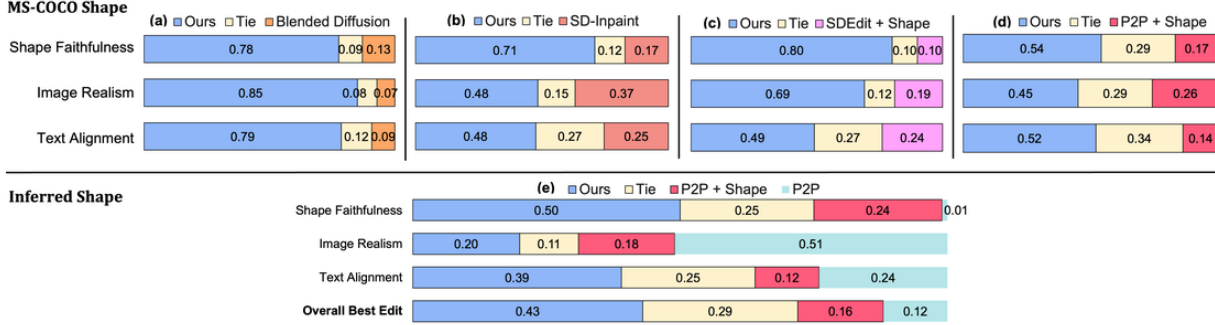 MS-COCO Shape
(a) Ours Tie Blended Diffusion
(b) Ours Tie SD-Inpaint
(c) Ours Tie SDEdit + Shape
(d) Ours Tie P2P + Shape
Shape Faithfulness 0.78 0.09 0.13 0.71 0.12 0.17 0.80 0.10 0.10 0.54 0.29 0.17
Image Realism 0.85 0.08 0.07 0.48 0.15 0.37 0.69 0.12 0.19 0.45 0.29 0.26
Text Alignment 0.79 0.12 0.09 0.48 0.27 0.25 0.49 0.27 0.24 0.52 0.34 0.14
Inferred Shape
(e) Ours Tie P2P + Shape P2P
Shape Faithfulness 0.50 0.25 0.24 0.01
Image Realism 0.20 0.11 0.18 0.51
Text Alignment 0.39 0.25 0.12 0.24
Overall Best Edit 0.43 0.29 0.16 0.12